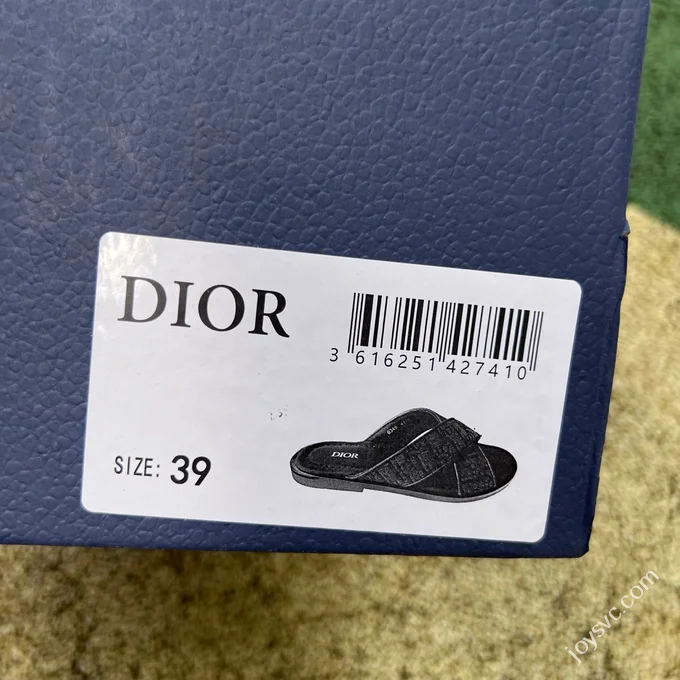 DIOR
3 616251 427410
DIOR
SIZE: 39
joysvc.com